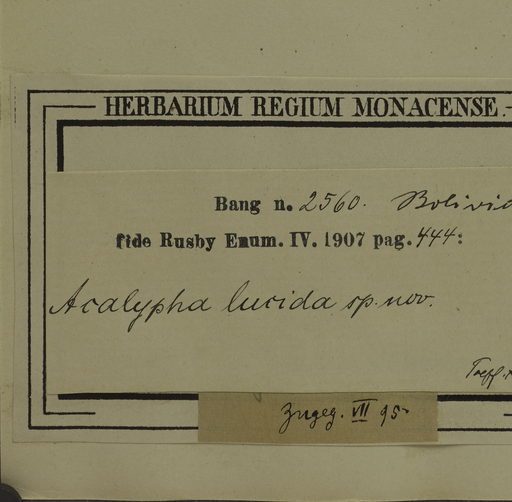 HERBARIUM REGIUM MONACENSE.
Bang n. 2560. Bolivia
fide Rusby Enum. IV. 1907 pag. 444:
Acalypha lucida sp. nov.
Zugeg. VII 95